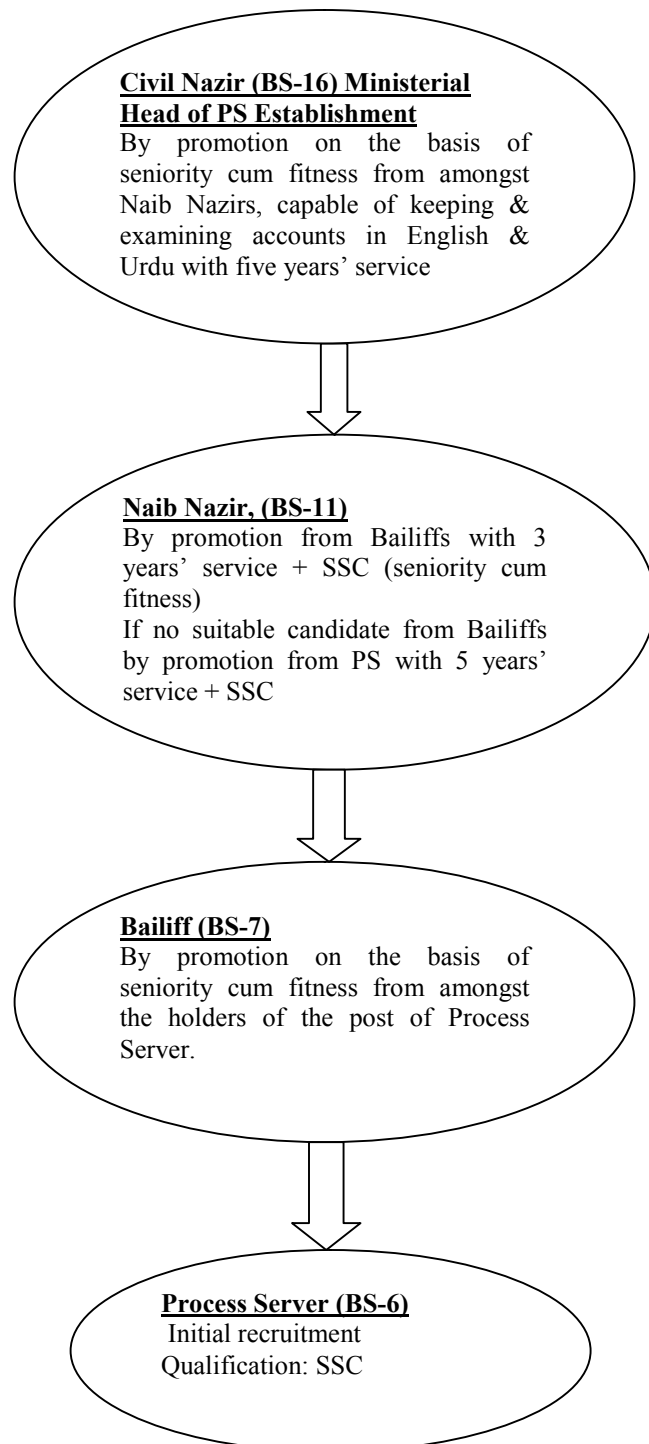 Civil Nazir (BS-16) Ministerial
Head of PS Establishment
By promotion on the basis of
seniority cum fitness from amongst
Naib Nazirs, capable of keeping &
examining accounts in English &
Urdu with five years’ service
Naib Nazir, (BS-11)
By promotion from Bailiffs with 3
years’ service + SSC (seniority cum
fitness)
If no suitable candidate from Bailiffs
by promotion from PS with 5 years’
service + SSC
Bailiff (BS-7)
By promotion on the basis of
seniority cum fitness from amongst
the holders of the post of Process
Server.
Process Server (BS-6)
Initial recruitment
Qualification: SSC